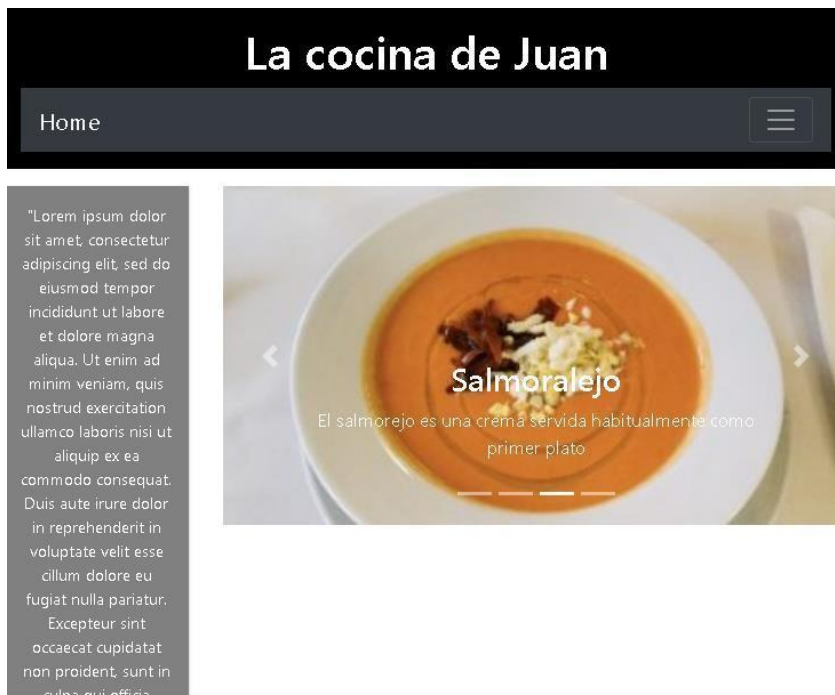 La cocina de Juan
Home
"Lorem ipsum dolor
sit amet, consectetur
adipiscing elit, sed do
eiusmod tempor
incididunt ut labore
et dolore magna
aliqua. Ut enim ad
minim veniam, quis
nostrud exercitation
ullamco laboris nisi ut
aliquip ex ea
commodo consequat.
Duis aute irure dolor
in reprehenderit in
voluptate velit esse
cillum dolore eu
fugiat nulla pariatur.
Excepteur sint
occaecat cupidatat
non proident, sunt in
culpa qui officia
Salmoralejo
El salmorejo es una crema servida habitualmente como
primer plato